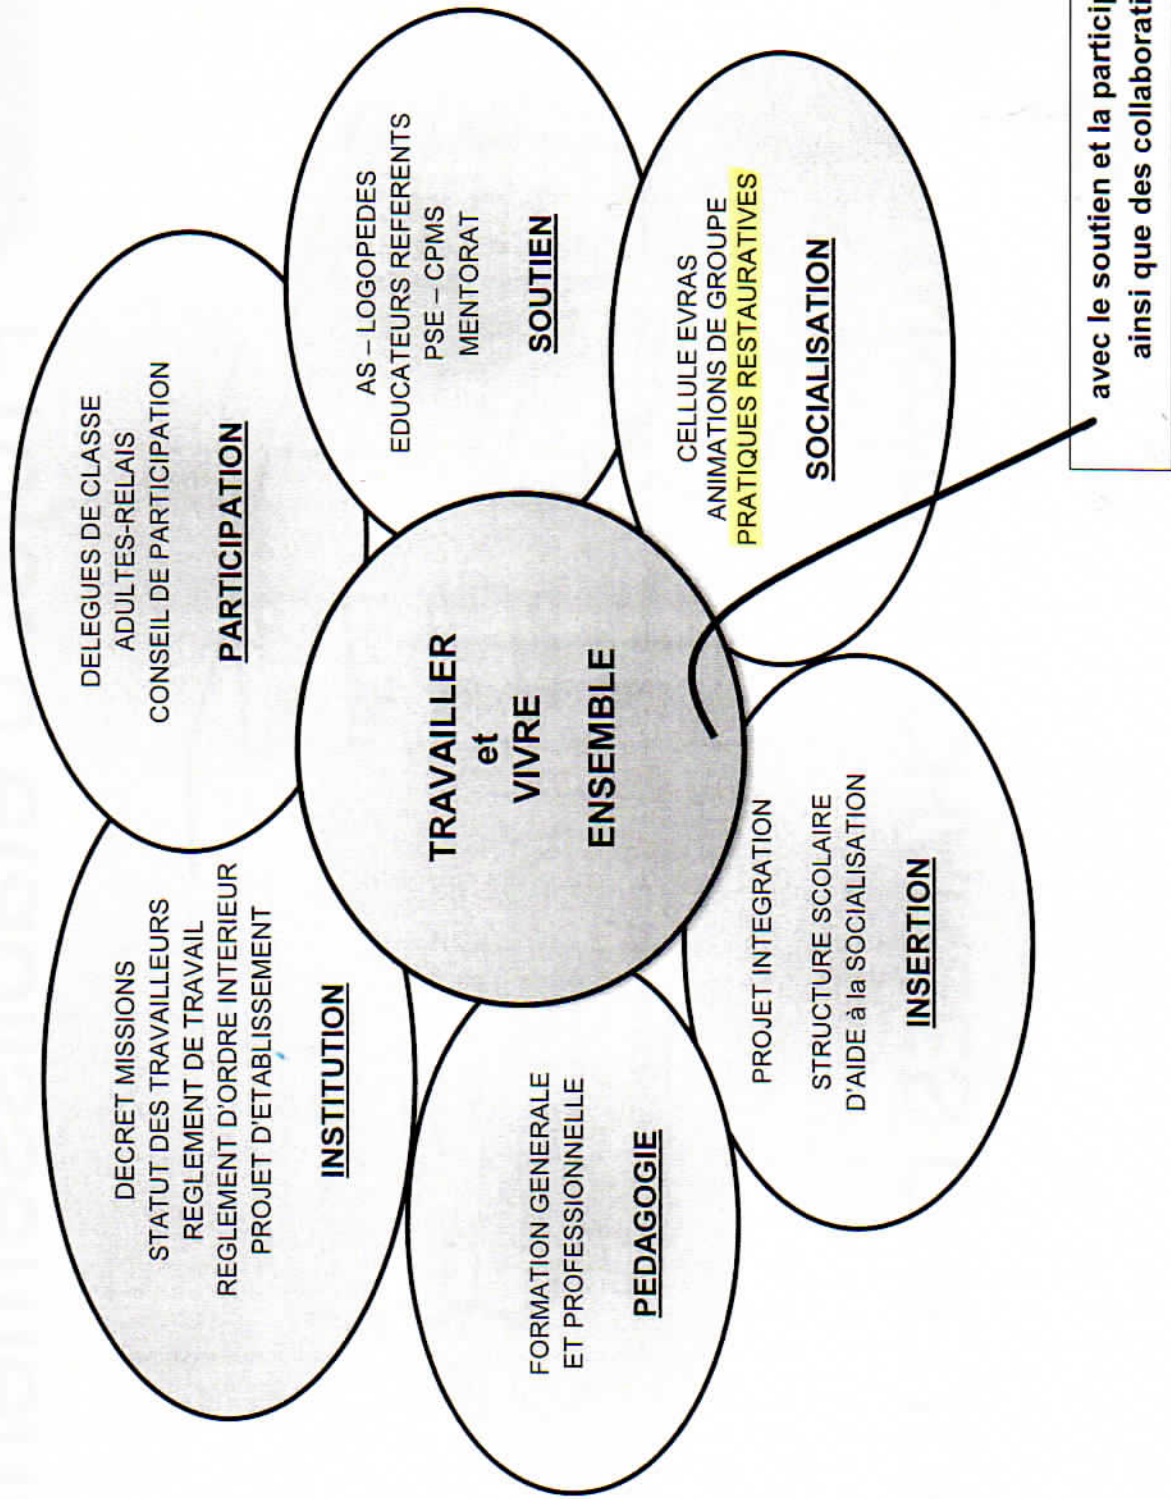 DECRET MISSIONS
STATUT DES TRAVAILLEURS
REGLEMENT DE TRAVAIL
REGLEMENT D'ORDRE INTERIEUR
PROJET D'ETABLISSEMENT
INSTITUTION
DELEGUES DE CLASSE
ADULTES-RELAIS
CONSEIL DE PARTICIPATION
PARTICIPATION
AS – LOGOPEDES
EDUCATEURS REFERENTS
PSE – CPMS
MENTORAT
SOUTIEN
TRAVAILLER
et
VIVRE
ENSEMBLE
FORMATION GENERALE
ET PROFESSIONNELLE
PEDAGOGIE
CELLULE EVRAS
ANIMATIONS DE GROUPE
PRATIQUES RESTAURATIVES
SOCIALISATION
PROJET INTEGRATION
STRUCTURE SCOLAIRE
D'AIDE à la SOCIALISATION
INSERTION
avec le soutien et la particip
ainsi que des collaborati